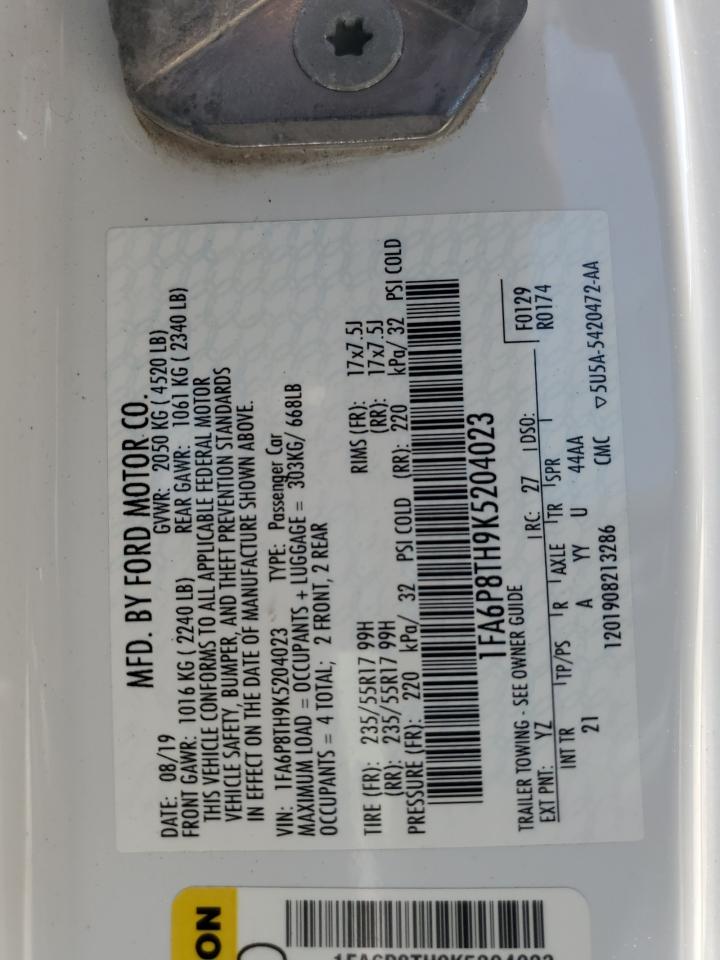 MFD. BY FORD MOTOR CO.
DATE: 08/19 GVWR: 2050 KG ( 4520 LB)
FRONT GAWR: 1016 KG ( 2240 LB) REAR GAWR: 1061 KG ( 2340 LB)
THIS VEHICLE CONFORMS TO ALL APPLICABLE FEDERAL MOTOR
VEHICLE SAFETY, BUMPER, AND THEFT PREVENTION STANDARDS
IN EFFECT ON THE DATE OF MANUFACTURE SHOWN ABOVE.
VIN: 1FA6P8TH9K5204023 TYPE: Passenger Car
MAXIMUM LOAD = OCCUPANTS + LUGGAGE = 303KG/ 668LB
OCCUPANTS = 4 TOTAL; 2 FRONT, 2 REAR
TIRE (FR): 235/55R17 99H RIMS (FR): 17x7.5J
(RR): 235/55R17 99H (RR): 17x7.5J
PRESSURE (FR): 220 kPa/ 32 PSI COLD (RR): 220 kPa/ 32 PSI COLD
1FA6P8TH9K5204023
TRAILER TOWING - SEE OWNER GUIDE F0129
EXT PNT: YZ RC: 27 DSO: R0174
INT TR TP/PS R AXLE TR SPR
21 A YY U 44AA
1201908213286 CMC ▽5U5A-5420472-AA
ON
1FA6P8TH9K5204023